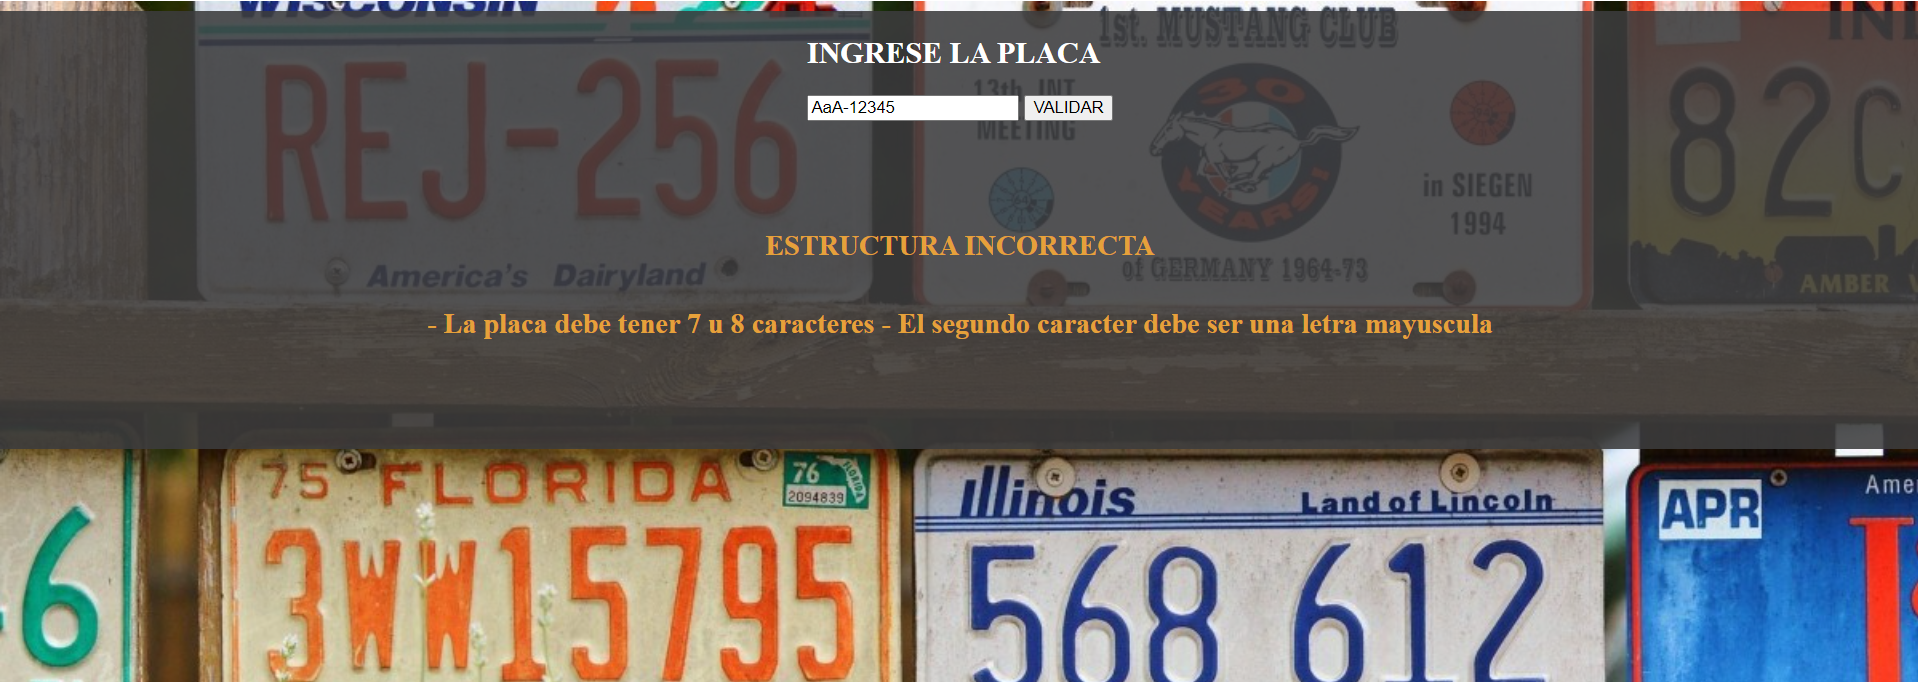 WISCONSIN
1st. MUSTANG CLUB
INGRESE LA PLACA
13th INT
MEETING
AaA-12345 VALIDAR
REJ-256
30
YEARS!
82C
in SIEGEN
1994
ESTRUCTURA INCORRECTA
America's Dairyland
of GERMANY 1964-73
AMBER
- La placa debe tener 7 u 8 caracteres - El segundo caracter debe ser una letra mayuscula
75 FLORIDA 76
FLORIDA
2094839
3WW15795
Illinois Land of Lincoln
568 612
APR
6